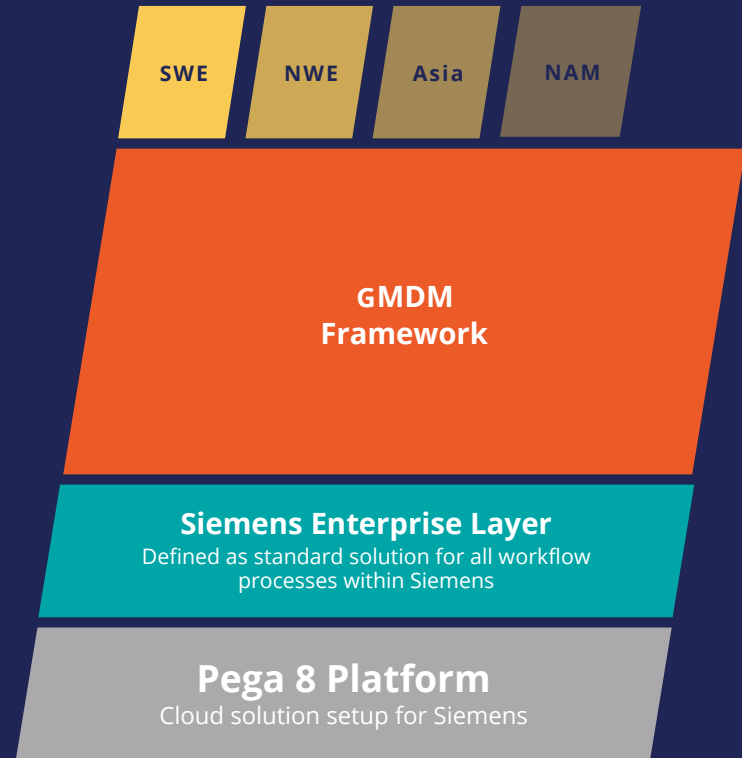 SWE NWE Asia NAM
GMDM
Framework
Siemens Enterprise Layer
Defined as standard solution for all workflow
processes within Siemens
Pega 8 Platform
Cloud solution setup for Siemens